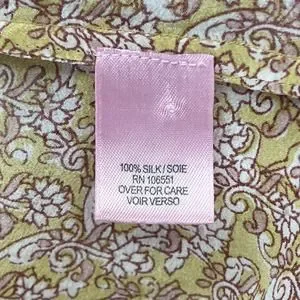 100% SILK / SOIE
RN 106551
OVER FOR CARE
VOIR VERSO